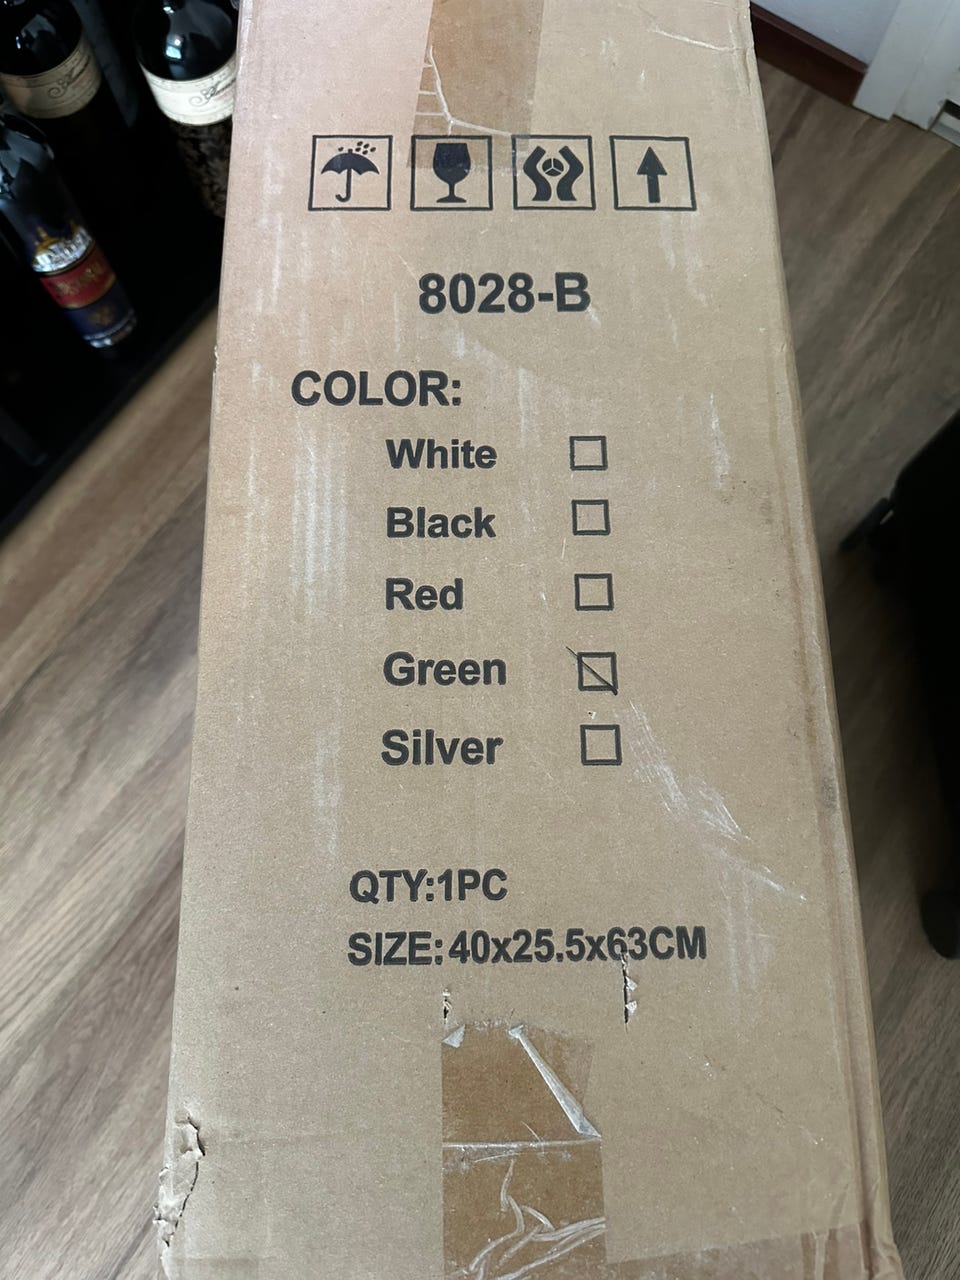 8028-B
COLOR:
White
Black
Red
Green
Silver
QTY:1PC
SIZE:40x25.5x63CM